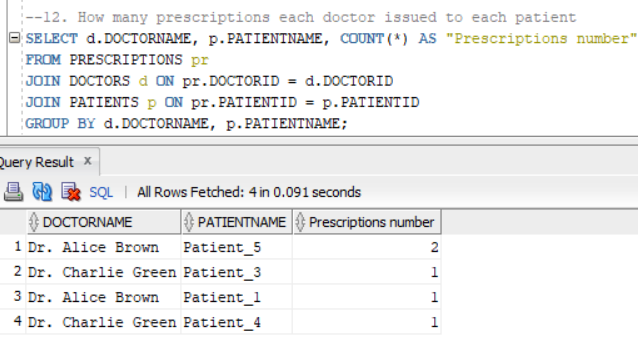 --12. How many prescriptions each doctor issued to each patient
SELECT d.DOCTORNAME, p.PATIENTNAME, COUNT(*) AS "Prescriptions number"
FROM PRESCRIPTIONS pr
JOIN DOCTORS d ON pr.DOCTORID = d.DOCTORID
JOIN PATIENTS p ON pr.PATIENTID = p.PATIENTID
GROUP BY d.DOCTORNAME, p.PATIENTNAME;
Query Result x
SQL | All Rows Fetched: 4 in 0.091 seconds
DOCTORNAME PATIENTNAME Prescriptions number
1 Dr. Alice Brown Patient_5 2
2 Dr. Charlie Green Patient_3 1
3 Dr. Alice Brown Patient_1 1
4 Dr. Charlie Green Patient_4 1